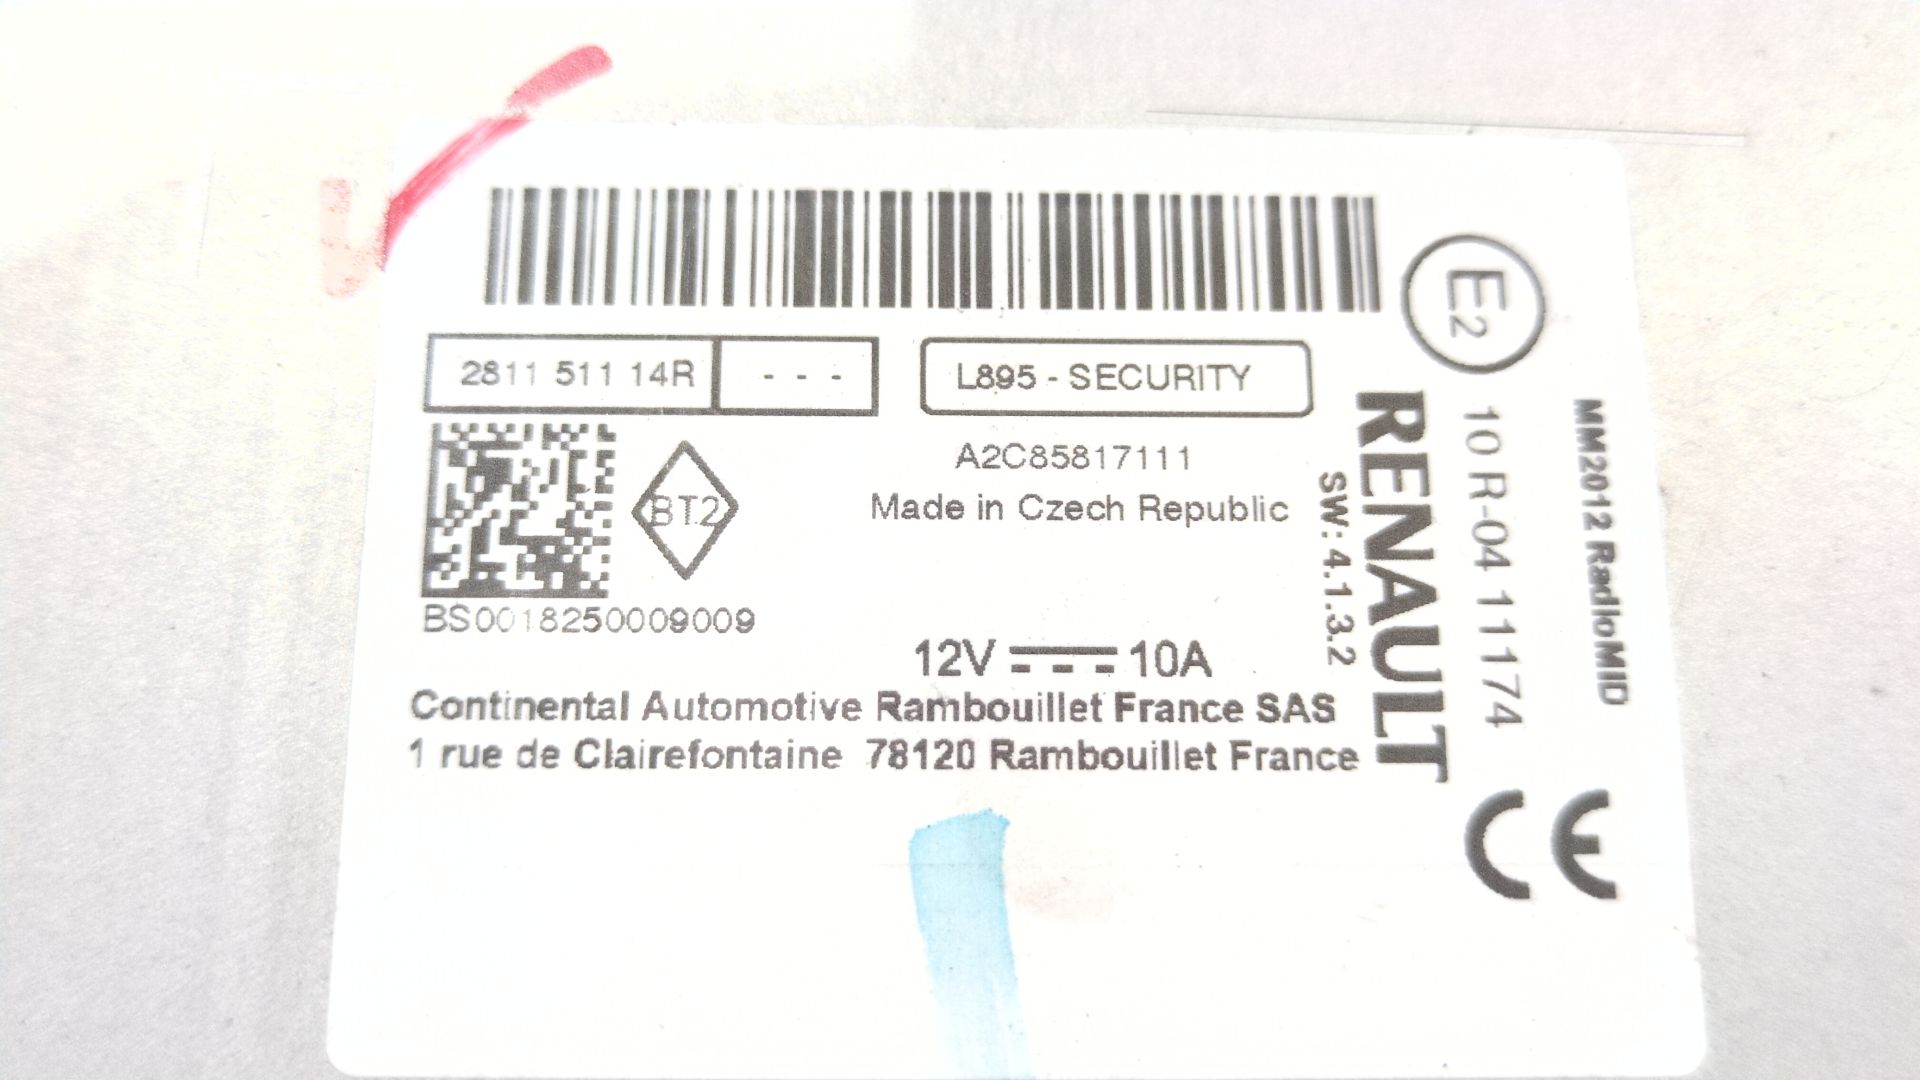 2811 511 14R
- - -
L895 - SECURITY
BT2
A2C85817111
Made in Czech Republic
BS0018250009009
12V 10A
Continental Automotive Rambouillet France SAS
1 rue de Clairefontaine 78120 Rambouillet France
SW: 4.1.3.2
RENAULT
E2
10 R-04 11174
MM2012 RadioMID
CE